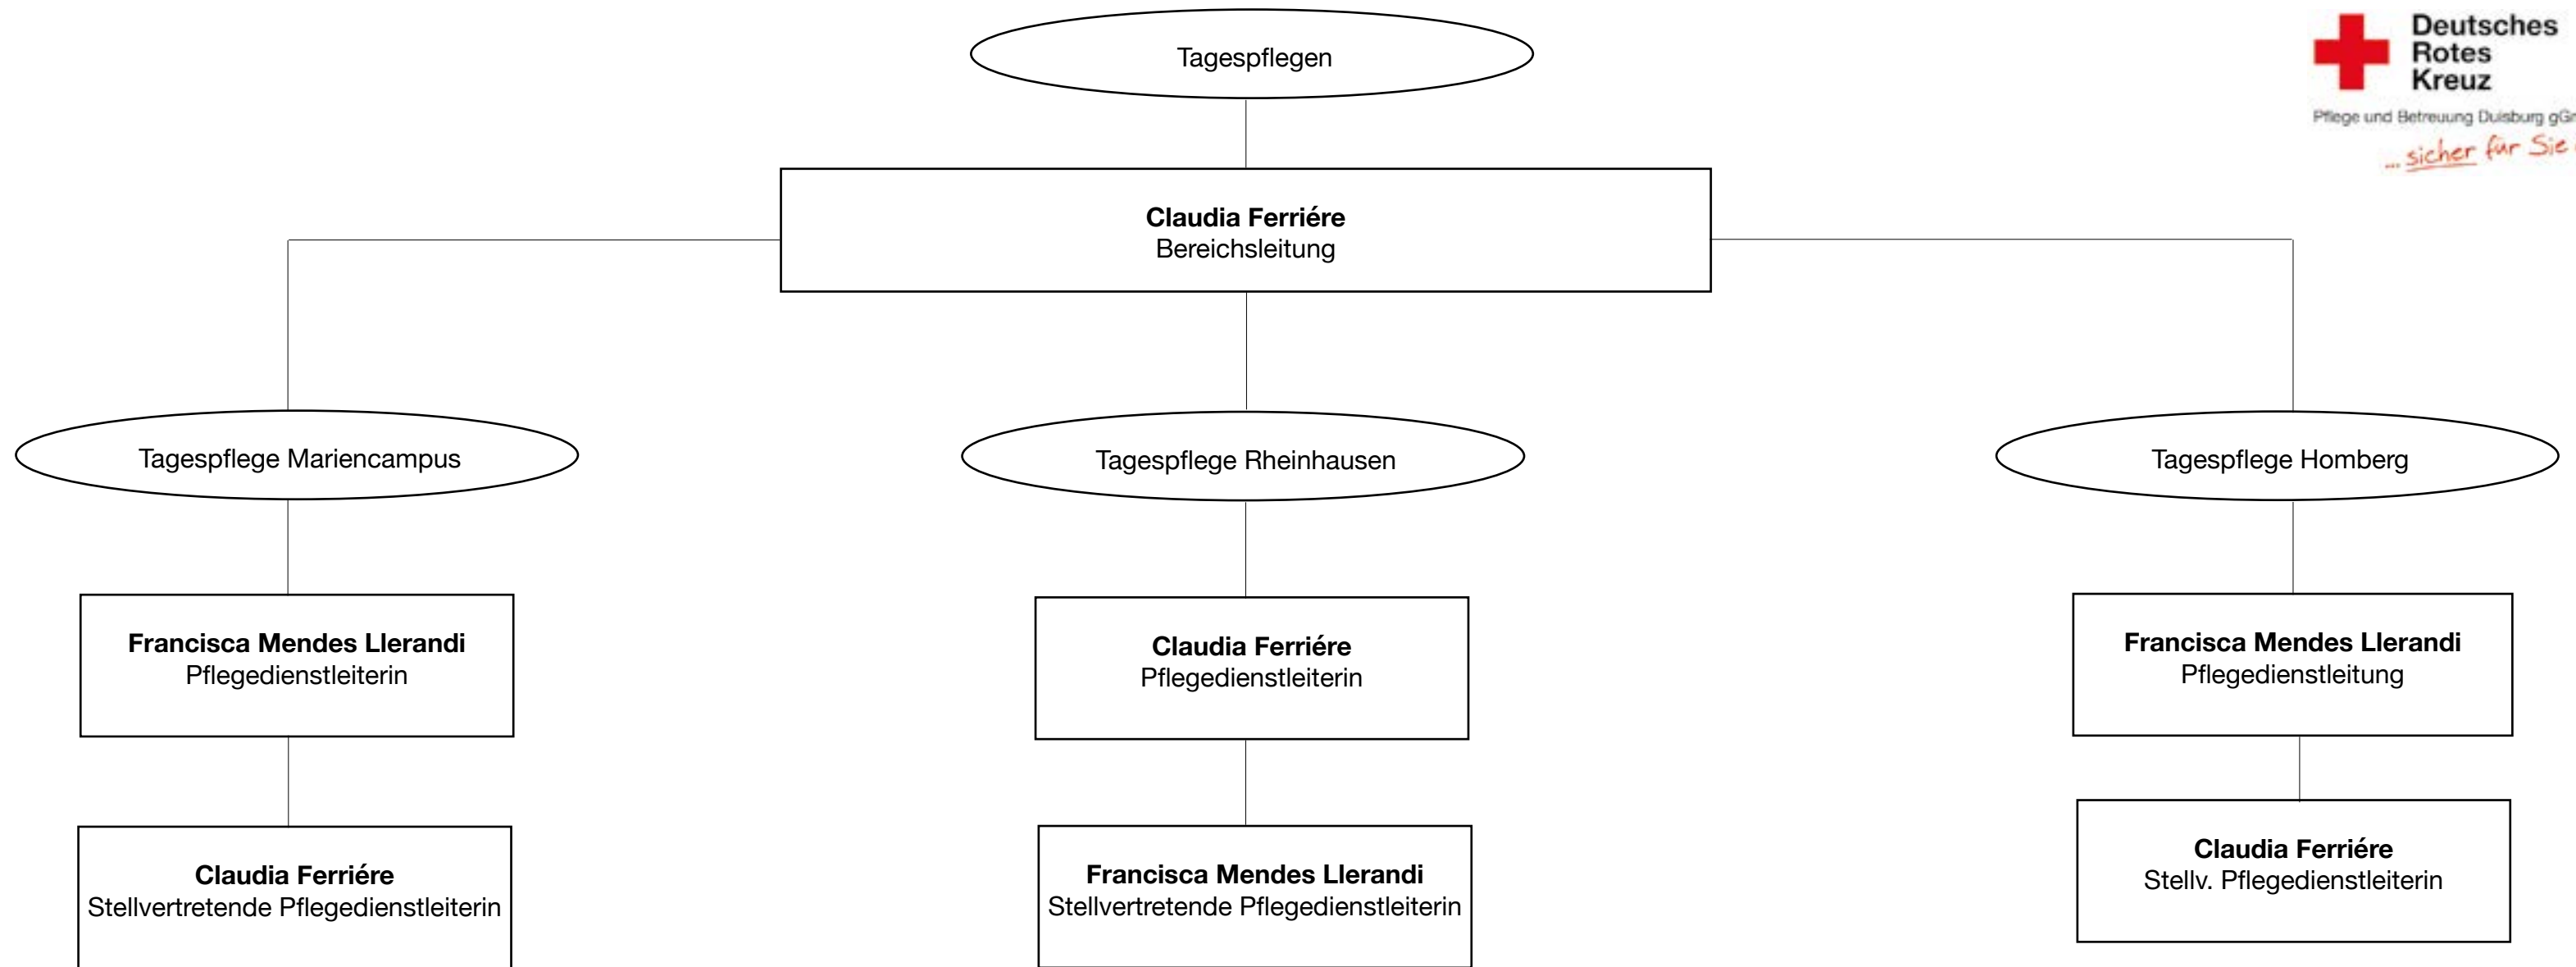 Tagespflegen
Deutsches
Rotes
Kreuz
Pflege und Betreuung Duisburg
... sicher für Sie
Claudia Ferriére
Bereichsleitung
Tagespflege Mariencampus
Tagespflege Rheinhausen
Tagespflege Homberg
Francisca Mendes Llerandi
Pflegedienstleiterin
Claudia Ferriére
Pflegedienstleiterin
Francisca Mendes Llerandi
Pflegedienstleitung
Claudia Ferriére
Stellvertretende Pflegedienstleiterin
Francisca Mendes Llerandi
Stellvertretende Pflegedienstleiterin
Claudia Ferriére
Stellv. Pflegedienstleiterin